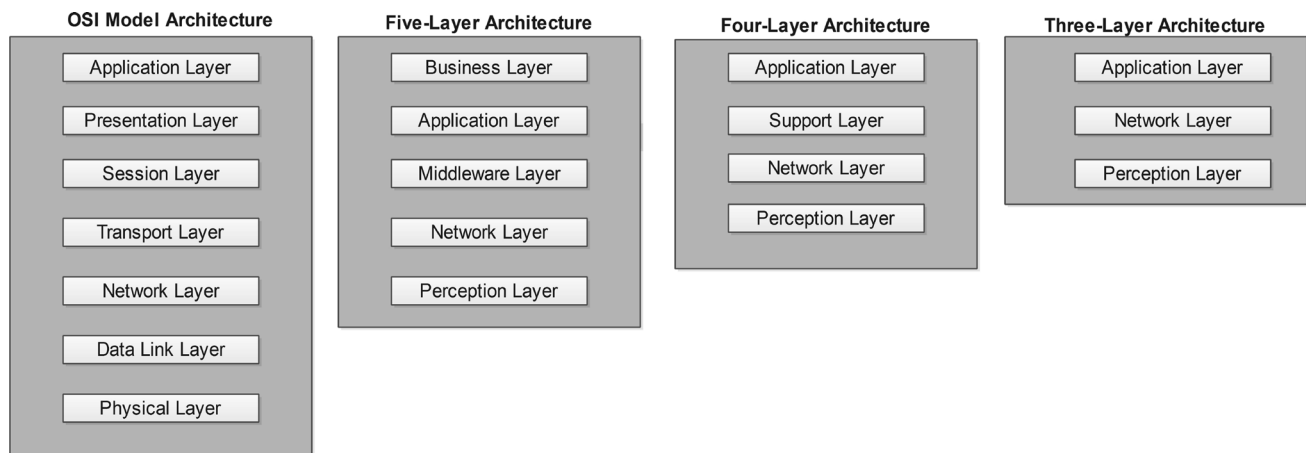 OSI Model Architecture
Application Layer
Presentation Layer
Session Layer
Transport Layer
Network Layer
Data Link Layer
Physical Layer
Five-Layer Architecture
Business Layer
Application Layer
Middleware Layer
Network Layer
Perception Layer
Four-Layer Architecture
Application Layer
Support Layer
Network Layer
Perception Layer
Three-Layer Architecture
Application Layer
Network Layer
Perception Layer